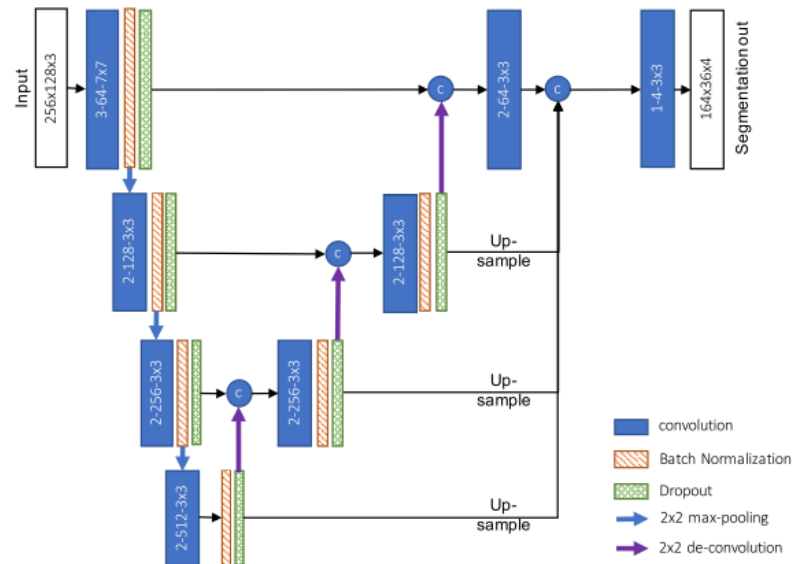 Input
256x128x3
3-64-7x7
C
2-64-3x3
C
1-4-3x3
164x36x4
Segmentation out
2-128-3x3
C
2-128-3x3
Up-
sample
2-256-3x3
C
2-256-3x3
Up-
sample
2-512-3x3
Up-
sample
convolution
Batch Normalization
Dropout
2x2 max-pooling
2x2 de-convolution